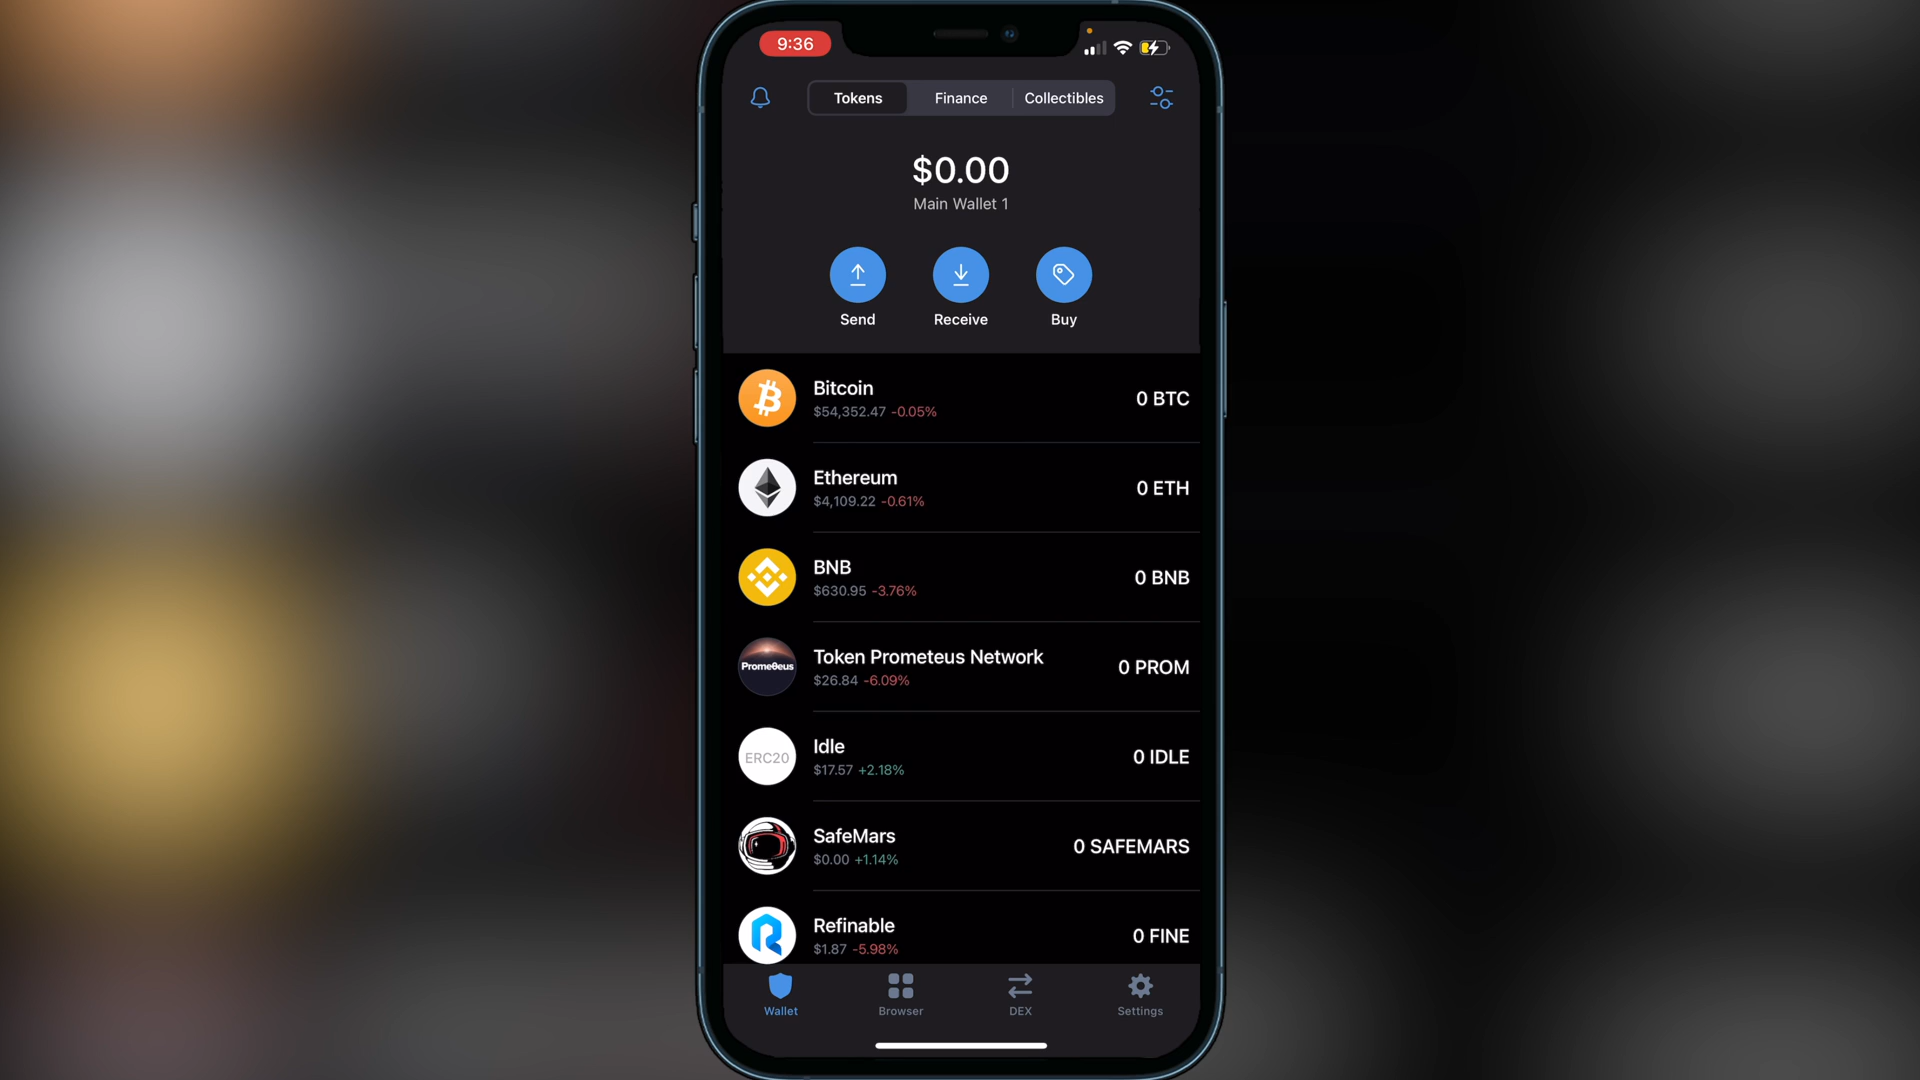 9:36
Tokens
Finance
Collectibles
$0.00
Main Wallet 1
Send
Receive
Buy
Bitcoin
$54,352.47 -0.05%
0 BTC
Ethereum
$4,109.22 -0.61%
0 ETH
BNB
$630.95 -3.76%
0 BNB
Promeθeus
Token Prometeus Network
$26.84 -6.09%
0 PROM
ERC20
Idle
$17.57 +2.18%
0 IDLE
SafeMars
$0.00 +1.14%
0 SAFEMARS
Refinable
$1.87 -5.98%
0 FINE
Wallet
Browser
DEX
Settings